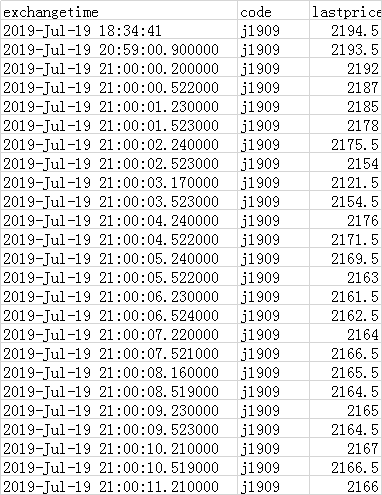 exchangetime code lastprice
2019-Jul-19 18:34:41 j1909 2194.5
2019-Jul-19 20:59:00.900000 j1909 2193.5
2019-Jul-19 21:00:00.200000 j1909 2192
2019-Jul-19 21:00:00.522000 j1909 2187
2019-Jul-19 21:00:01.230000 j1909 2185
2019-Jul-19 21:00:01.523000 j1909 2178
2019-Jul-19 21:00:02.240000 j1909 2175.5
2019-Jul-19 21:00:02.523000 j1909 2154
2019-Jul-19 21:00:03.170000 j1909 2121.5
2019-Jul-19 21:00:03.523000 j1909 2154.5
2019-Jul-19 21:00:04.240000 j1909 2176
2019-Jul-19 21:00:04.522000 j1909 2171.5
2019-Jul-19 21:00:05.240000 j1909 2169.5
2019-Jul-19 21:00:05.522000 j1909 2163
2019-Jul-19 21:00:06.230000 j1909 2161.5
2019-Jul-19 21:00:06.524000 j1909 2162.5
2019-Jul-19 21:00:07.220000 j1909 2164
2019-Jul-19 21:00:07.521000 j1909 2166.5
2019-Jul-19 21:00:08.160000 j1909 2165.5
2019-Jul-19 21:00:08.519000 j1909 2164.5
2019-Jul-19 21:00:09.230000 j1909 2165
2019-Jul-19 21:00:09.523000 j1909 2164.5
2019-Jul-19 21:00:10.210000 j1909 2167
2019-Jul-19 21:00:10.519000 j1909 2166.5
2019-Jul-19 21:00:11.210000 j1909 2166